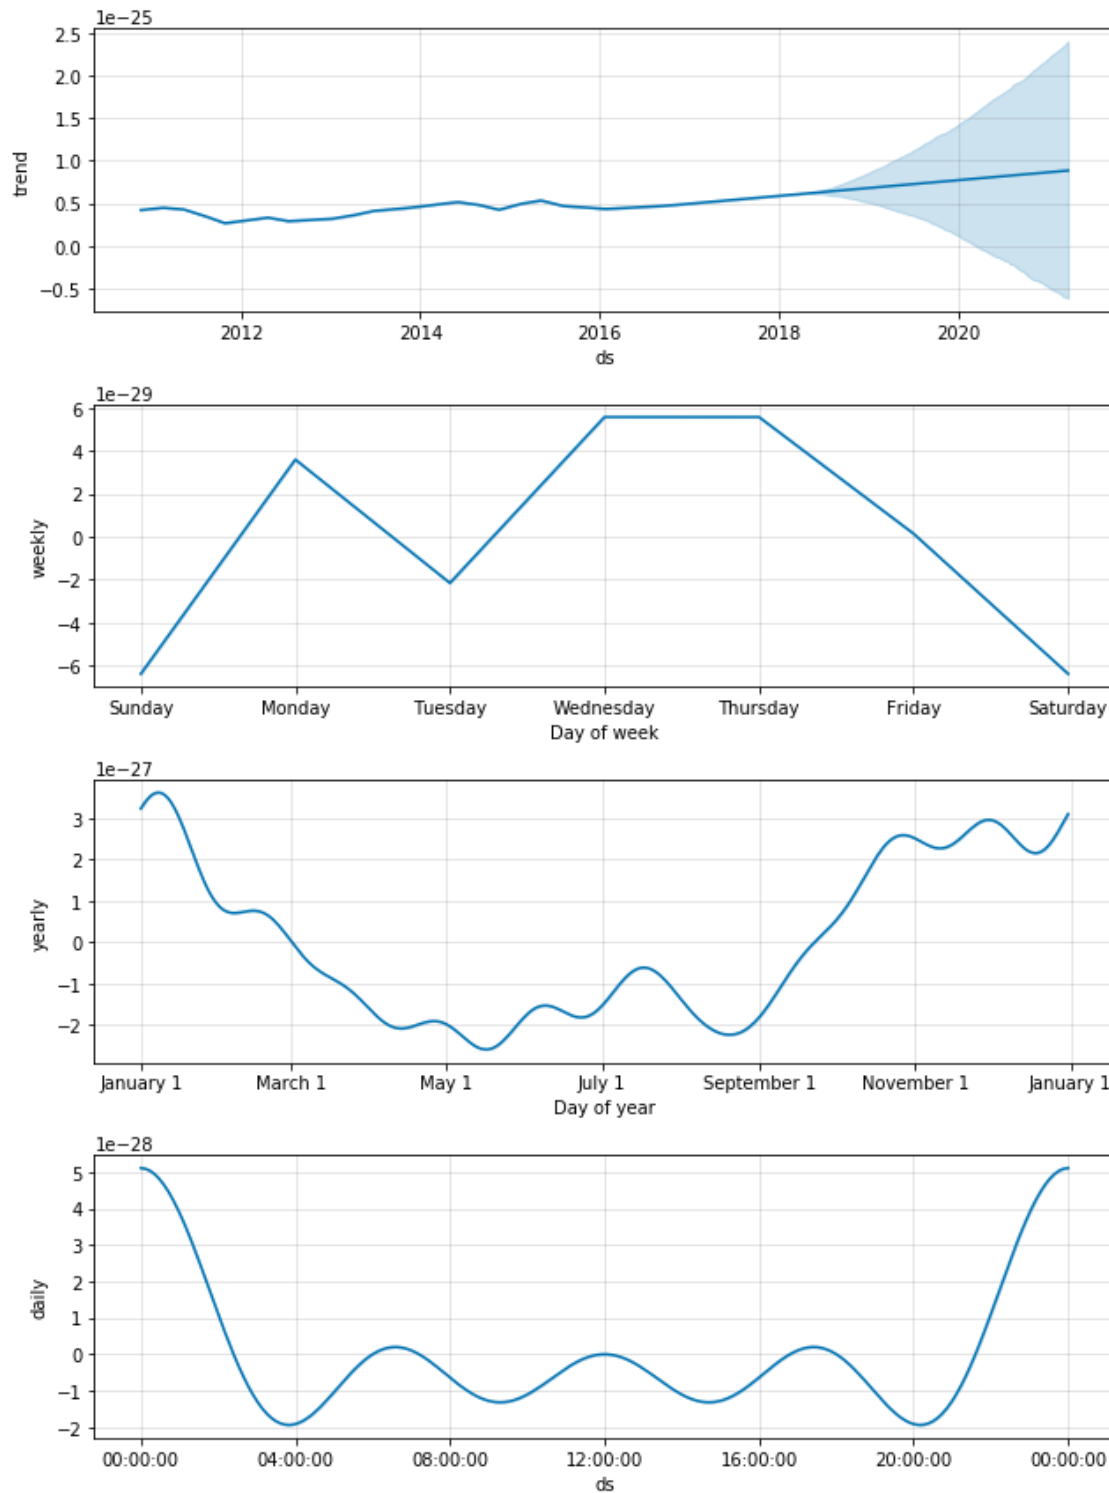 1e−25
2.5
2.0
1.5
1.0
0.5
0.0
−0.5
trend
2012 2014 2016 2018 2020
ds
1e−29
6
4
2
0
−2
−4
−6
weekly
Sunday Monday Tuesday Wednesday Thursday Friday Saturday
Day of week
1e−27
3
2
1
0
−1
−2
yearly
January 1 March 1 May 1 July 1 September 1 November 1 January 1
Day of year
1e−28
5
4
3
2
1
0
−1
−2
daily
00:00:00 04:00:00 08:00:00 12:00:00 16:00:00 20:00:00 00:00:00
ds